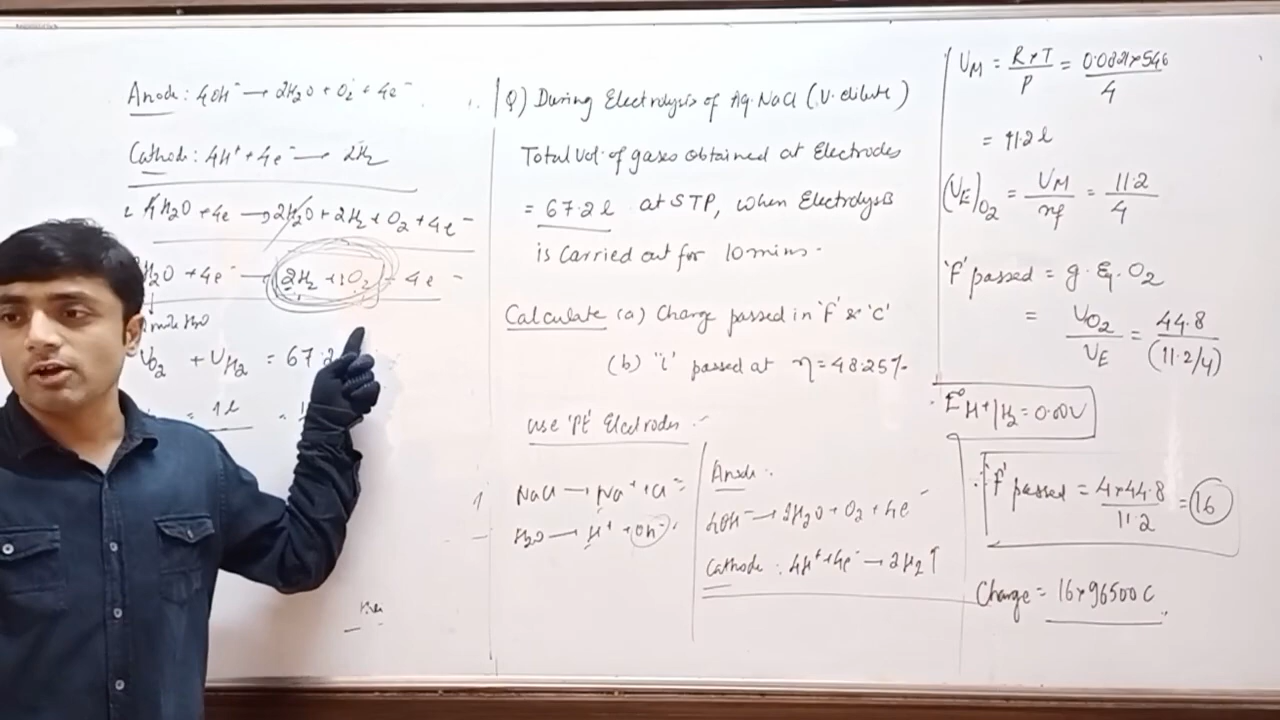 Anode: 4OH⁻ → 2H₂O + O₂ + 4e⁻
Cathode: 4H⁺ + 4e⁻ → 2H₂
4H₂O + 4e → 2H₂O + 2H₂ + O₂ + 4e⁻
H₂O + 4e⁻ → (2H₂ + 1O₂) + 4e⁻
mole H₂O
O₂ + V_H₂ = 67.2
= 1l =
Q) During Electrolysis of Aq. NaCl (V. dilute)
Total Vol. of gases obtained at Electrodes
= 67.2 l at STP, when Electrolysis
is Carried out for 10 mins.
Calculate (a) Charge passed in 'F' & 'C'
(b) 'i' passed at η = 48.25%
use 'Pt' Electrodes
NaCl → Na⁺ + Cl⁻
H₂O → H⁺ + OH⁻
Anode:
4OH⁻ → 2H₂O + O₂ + 4e⁻
Cathode: 4H⁺ + 4e⁻ → 2H₂↑
V_M = R×T/P = 0.0821×546/4
= 11.2 l
(V_E)O₂ = V_M/nf = 11.2/4
'F' passed = g. Eq. O₂
= V_O₂/V_E = 44.8/(11.2/4)
E° H⁺|H₂ = 0.00V
∴ 'F' passed = 4×44.8/11.2 = 16
Charge = 16×96500 C